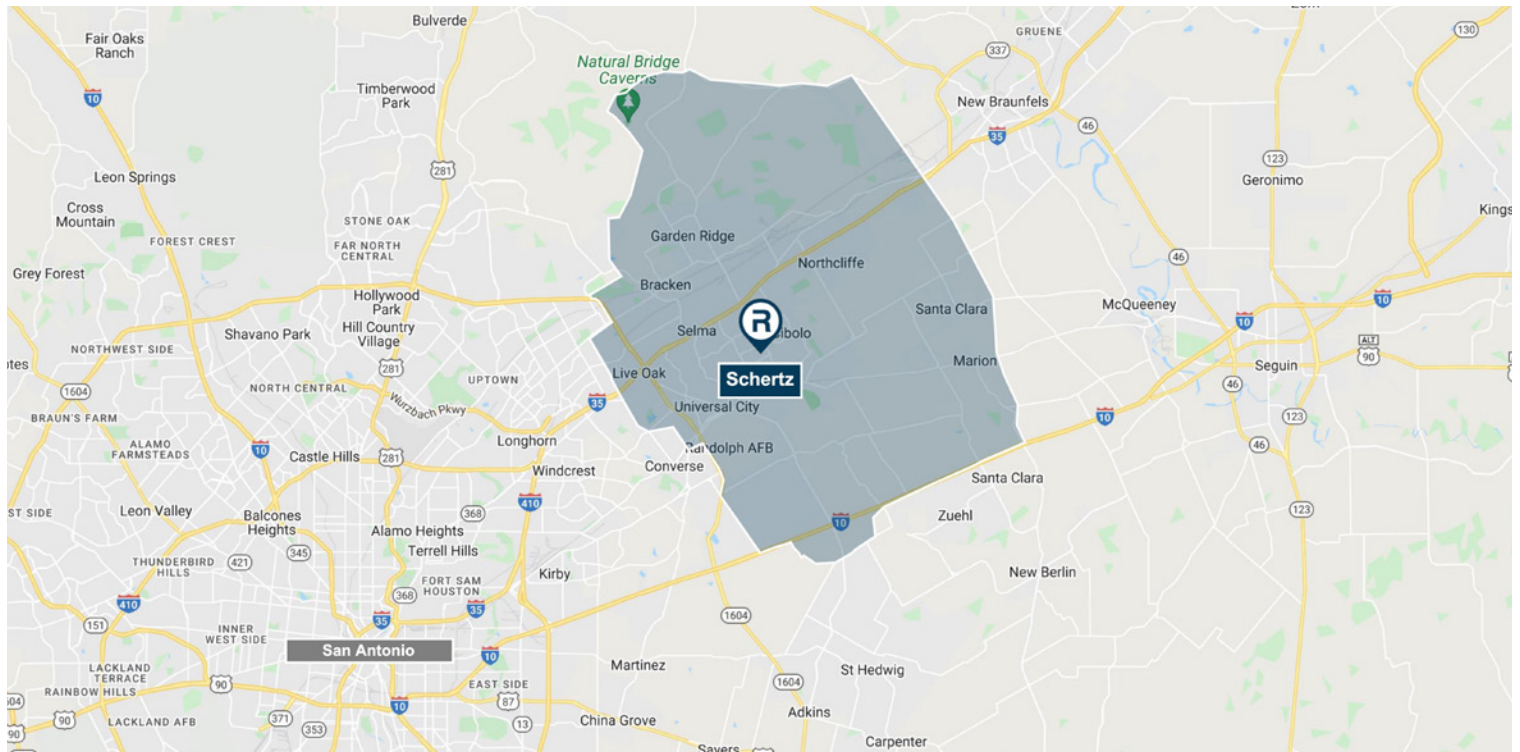 Bulverde
Fair Oaks
Ranch
GRUENE
130
337
Natural Bridge
Caverns
10
Timberwood
Park
New Braunfels
46
35
123
281
Leon Springs
Geronimo
Cross
Mountain
STONE OAK
Kings
FOREST CREST
FAR NORTH
CENTRAL
Garden Ridge
Grey Forest
Northcliffe
46
Bracken
Hollywood
Park
Santa Clara
McQueeney
10
Shavano Park
Hill Country
Village
Selma
R
10
NORTHWEST SIDE
Marion
ALT
90
281
Live Oak
Schertz
Seguin
UPTOWN
NORTH CENTRAL
1604
46
35
Wurzbach Pkwy
Universal City
BRAUN'S FARM
10
123
Longhorn
ALAMO
FARMSTEADS
10
Castle Hills
281
Randolph AFB
46
Windcrest
Converse
Santa Clara
410
ST SIDE
Leon Valley
Balcones
Heights
368
Zuehl
123
10
Alamo Heights
Terrell Hills
345
THUNDERBIRD
HILLS
421
Kirby
New Berlin
FORT SAM
HOUSTON
368
410
35
35
1604
151
INNER
WEST SIDE
San Antonio
10
Martinez
St Hedwig
LACKLAND
TERRACE
90
EAST SIDE
1604
RAINBOW HILLS
87
10
Adkins
90
371
LACKLAND AFB
353
13
China Grove
90
Carpenter
Sayers